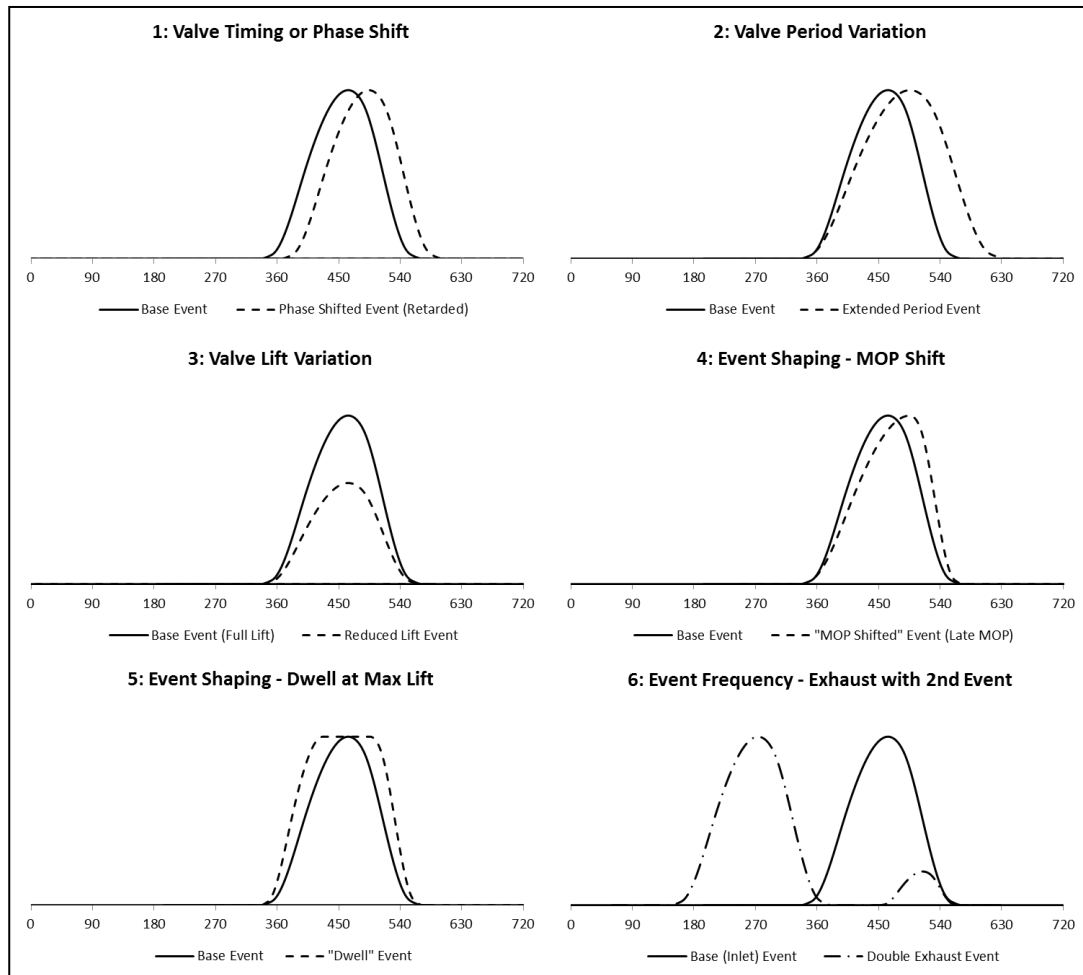 1: Valve Timing or Phase Shift
0 90 180 270 360 450 540 630 720
Base Event Phase Shifted Event (Retarded)
2: Valve Period Variation
0 90 180 270 360 450 540 630 720
Base Event Extended Period Event
3: Valve Lift Variation
0 90 180 270 360 450 540 630 720
Base Event (Full Lift) Reduced Lift Event
4: Event Shaping - MOP Shift
0 90 180 270 360 450 540 630 720
Base Event "MOP Shifted" Event (Late MOP)
5: Event Shaping - Dwell at Max Lift
0 90 180 270 360 450 540 630 720
Base Event "Dwell" Event
6: Event Frequency - Exhaust with 2nd Event
0 90 180 270 360 450 540 630 720
Base (Inlet) Event Double Exhaust Event